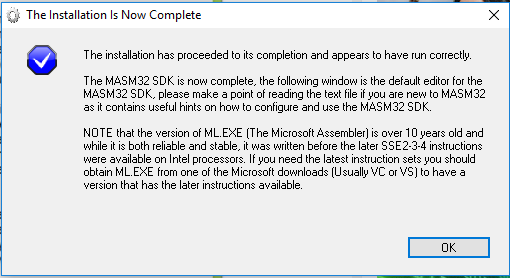 The Installation Is Now Complete
The installation has proceeded to its completion and appears to have run correctly.
The MASM32 SDK is now complete, the following window is the default editor for the
MASM32 SDK, please make a point of reading the text file if you are new to MASM32
as it contains useful hints on how to configure and use the MASM32 SDK.
NOTE that the version of ML.EXE (The Microsoft Assembler) is over 10 years old and
while it is both reliable and stable, it was written before the later SSE2-3-4 instructions
were available on Intel processors. If you need the latest instruction sets you should
obtain ML.EXE from one of the Microsoft downloads (Usually VC or VS) to have a
version that has the later instructions available.
OK